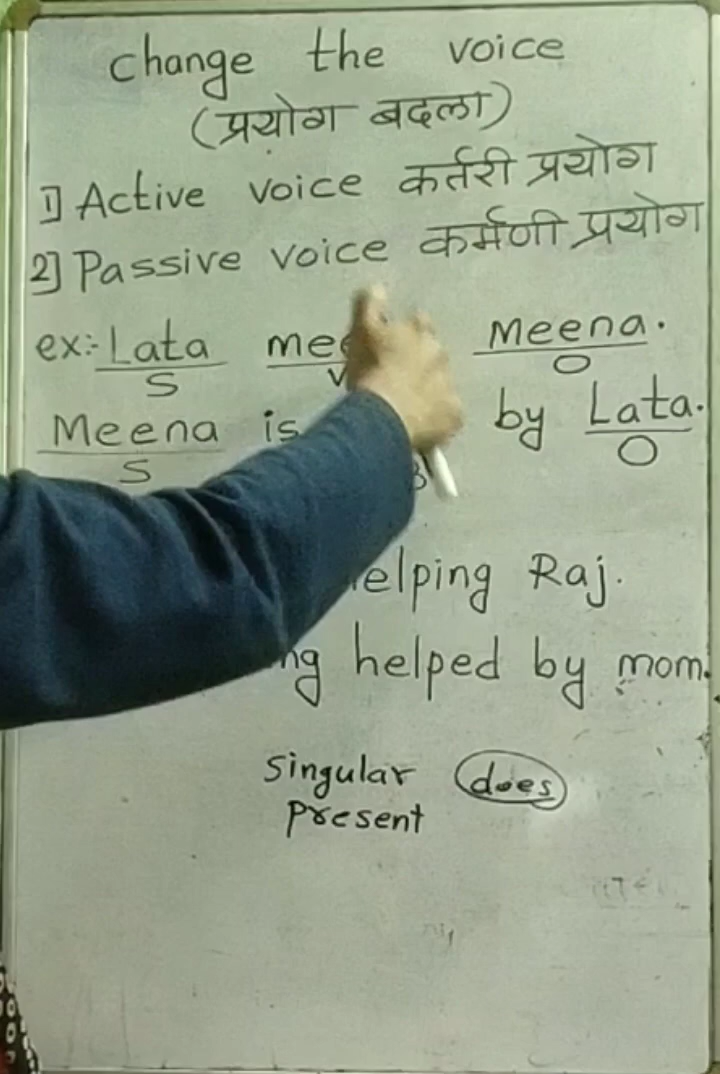 change the voice
(प्रयोग बदला)
1] Active voice कर्तरी प्रयोग
2] Passive voice कर्मणी प्रयोग
ex:- Lata Meena.
S O
Meena is by Lata.
S O
Raj.
helped by mom.
singular does
present